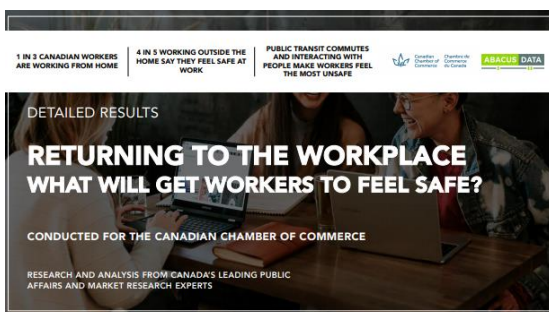 1 IN 3 CANADIAN WORKERS
ARE WORKING FROM HOME
4 IN 5 WORKING OUTSIDE THE
HOME SAY THEY FEEL SAFE AT
WORK
PUBLIC TRANSIT COMMUTES
AND INTERACTING WITH
PEOPLE MAKE WORKERS FEEL
THE MOST UNSAFE
Canadian
Chamber of
Commerce
Chambre de
Commerce
du Canada
ABACUS DATA
DETAILED RESULTS
RETURNING TO THE WORKPLACE
WHAT WILL GET WORKERS TO FEEL SAFE?
CONDUCTED FOR THE CANADIAN CHAMBER OF COMMERCE
RESEARCH AND ANALYSIS FROM CANADA'S LEADING PUBLIC
AFFAIRS AND MARKET RESEARCH EXPERTS